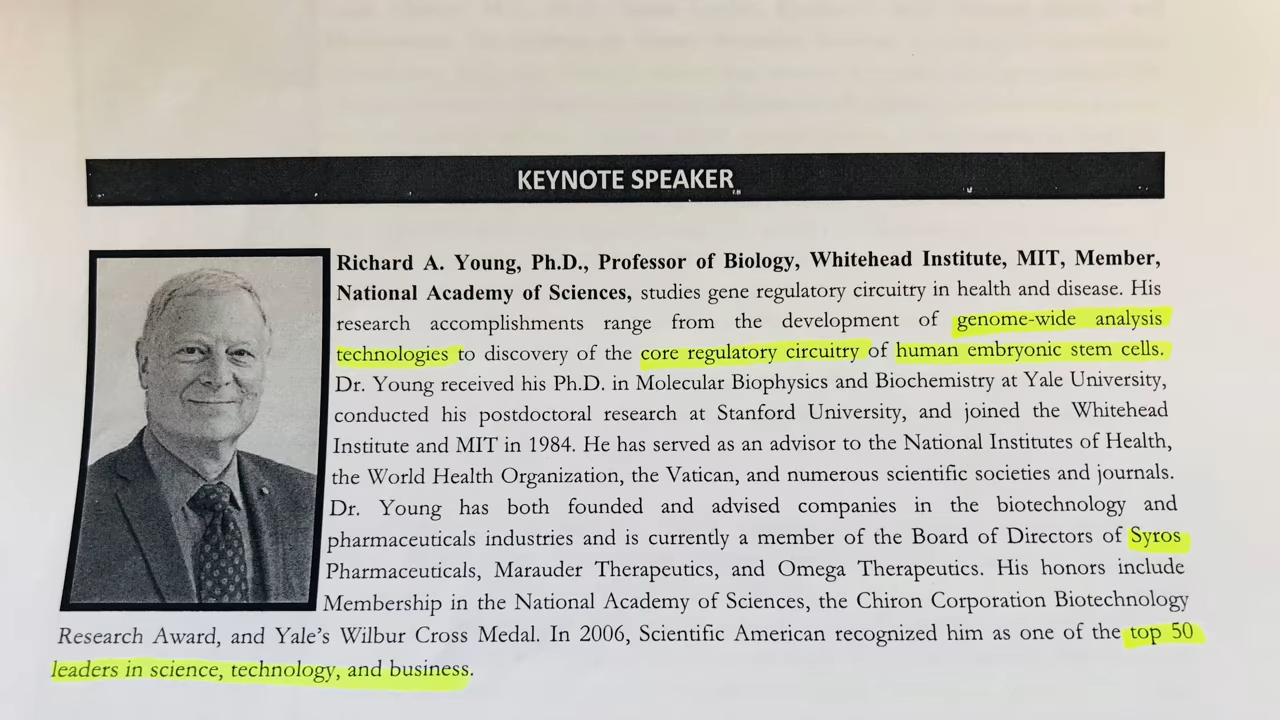 KEYNOTE SPEAKER
Richard A. Young, Ph.D., Professor of Biology, Whitehead Institute, MIT, Member,
National Academy of Sciences, studies gene regulatory circuitry in health and disease. His
research accomplishments range from the development of genome-wide analysis
technologies to discovery of the core regulatory circuitry of human embryonic stem cells.
Dr. Young received his Ph.D. in Molecular Biophysics and Biochemistry at Yale University,
conducted his postdoctoral research at Stanford University, and joined the Whitehead
Institute and MIT in 1984. He has served as an advisor to the National Institutes of Health,
the World Health Organization, the Vatican, and numerous scientific societies and journals.
Dr. Young has both founded and advised companies in the biotechnology and
pharmaceuticals industries and is currently a member of the Board of Directors of Syros
Pharmaceuticals, Marauder Therapeutics, and Omega Therapeutics. His honors include
Membership in the National Academy of Sciences, the Chiron Corporation Biotechnology
Research Award, and Yale's Wilbur Cross Medal. In 2006, Scientific American recognized him as one of the top 50
leaders in science, technology, and business.